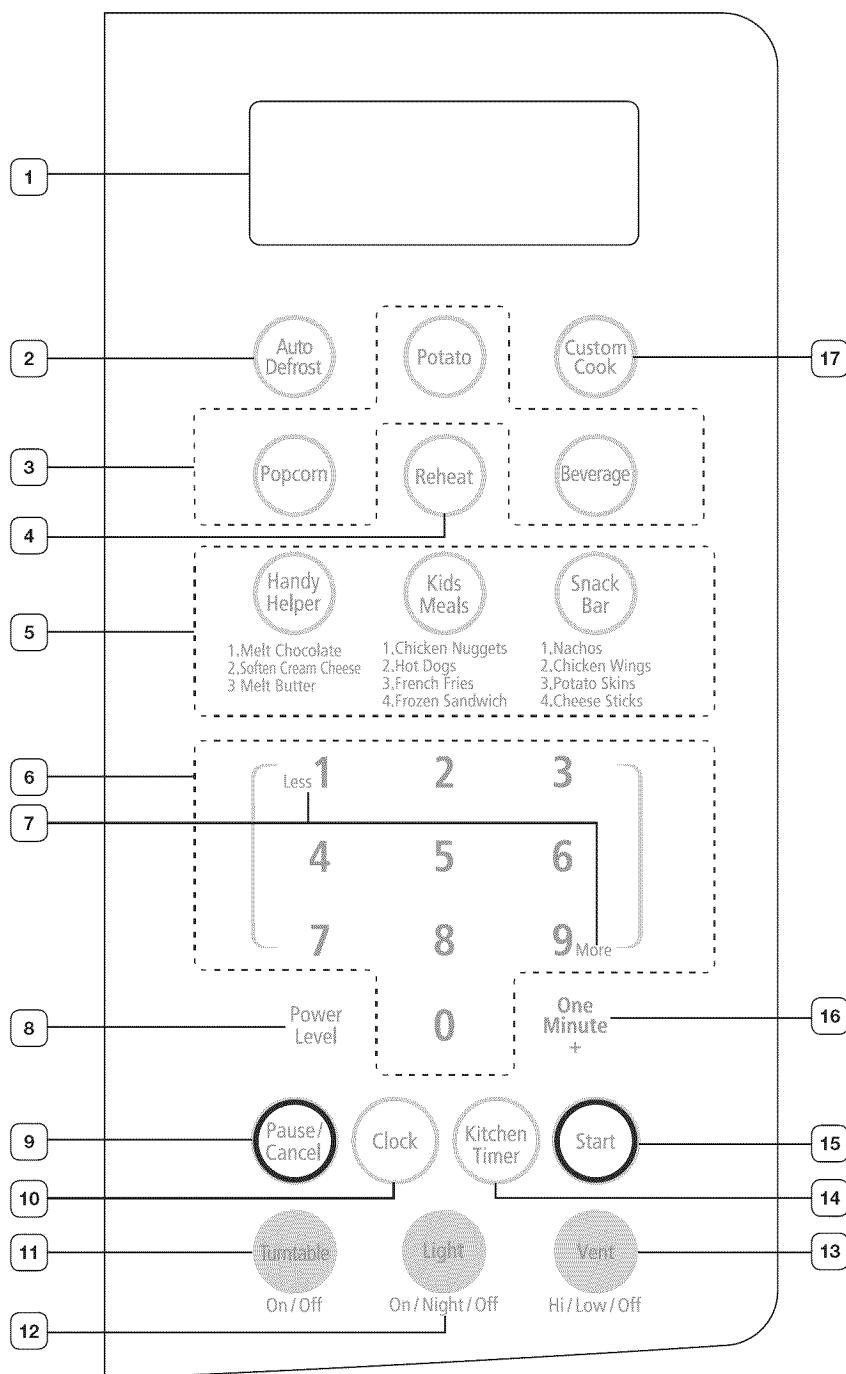 1
Auto
Defrost
Potato
Custom
Cook
2
17
Popcorn
Reheat
Beverage
3
4
Handy
Helper
Kids
Meals
Snack
Bar
5
1.Melt Chocolate
2.Soften Cream Cheese
3 Melt Butter
1.Chicken Nuggets
2.Hot Dogs
3.French Fries
4.Frozen Sandwich
1.Nachos
2.Chicken Wings
3.Potato Skins
4.Cheese Sticks
6
Less 1 2 3
7
4 5 6
7 8 9 More
8
Power
Level
0
One
Minute
+
16
9
Pause/
Cancel
Clock
Kitchen
Timer
Start
15
10
14
11
Turntable
Light
Vent
13
On / Off
On / Night / Off
Hi / Low / Off
12